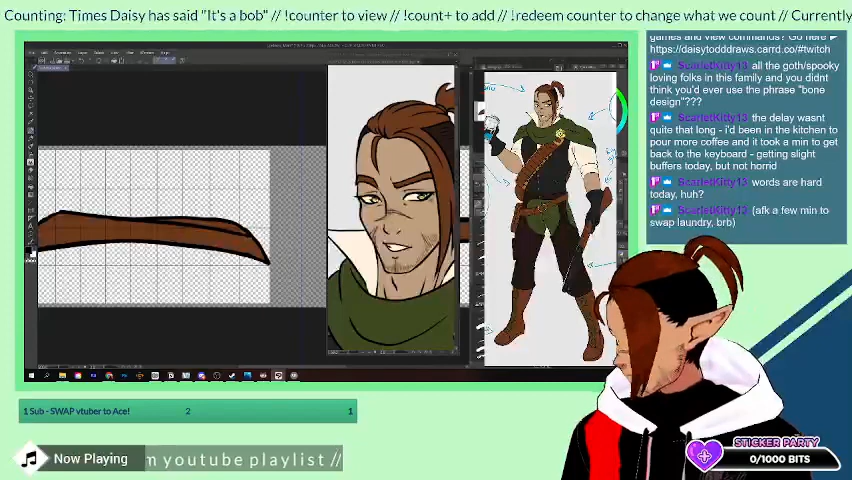 Counting: Times Daisy has said "It's a bob" // !counter to view // !count+ to add // !redeem counter to change what we count // Currently
games and view commands? Go here ►
https://daisytodddraws.carrd.co/#twitch
ScarletKitty13 all the goth/spooky
loving folks in this family and you didnt
think you'd ever use the phrase "bone
design"???
ScarletKitty13 the delay wasnt
quite that long - i'd been in the kitchen to
pour more coffee and it took a min to get
back to the keyboard - getting slight
buffers today, but not horrid
ScarletKitty13 words are hard
today, huh?
ScarletKitty13 (afk a few min to
swap laundry, brb)
1 Sub - SWAP vtuber to Ace! 2 1
Now Playing m youtube playlist //
STICKER PARTY
0/1000 BITS